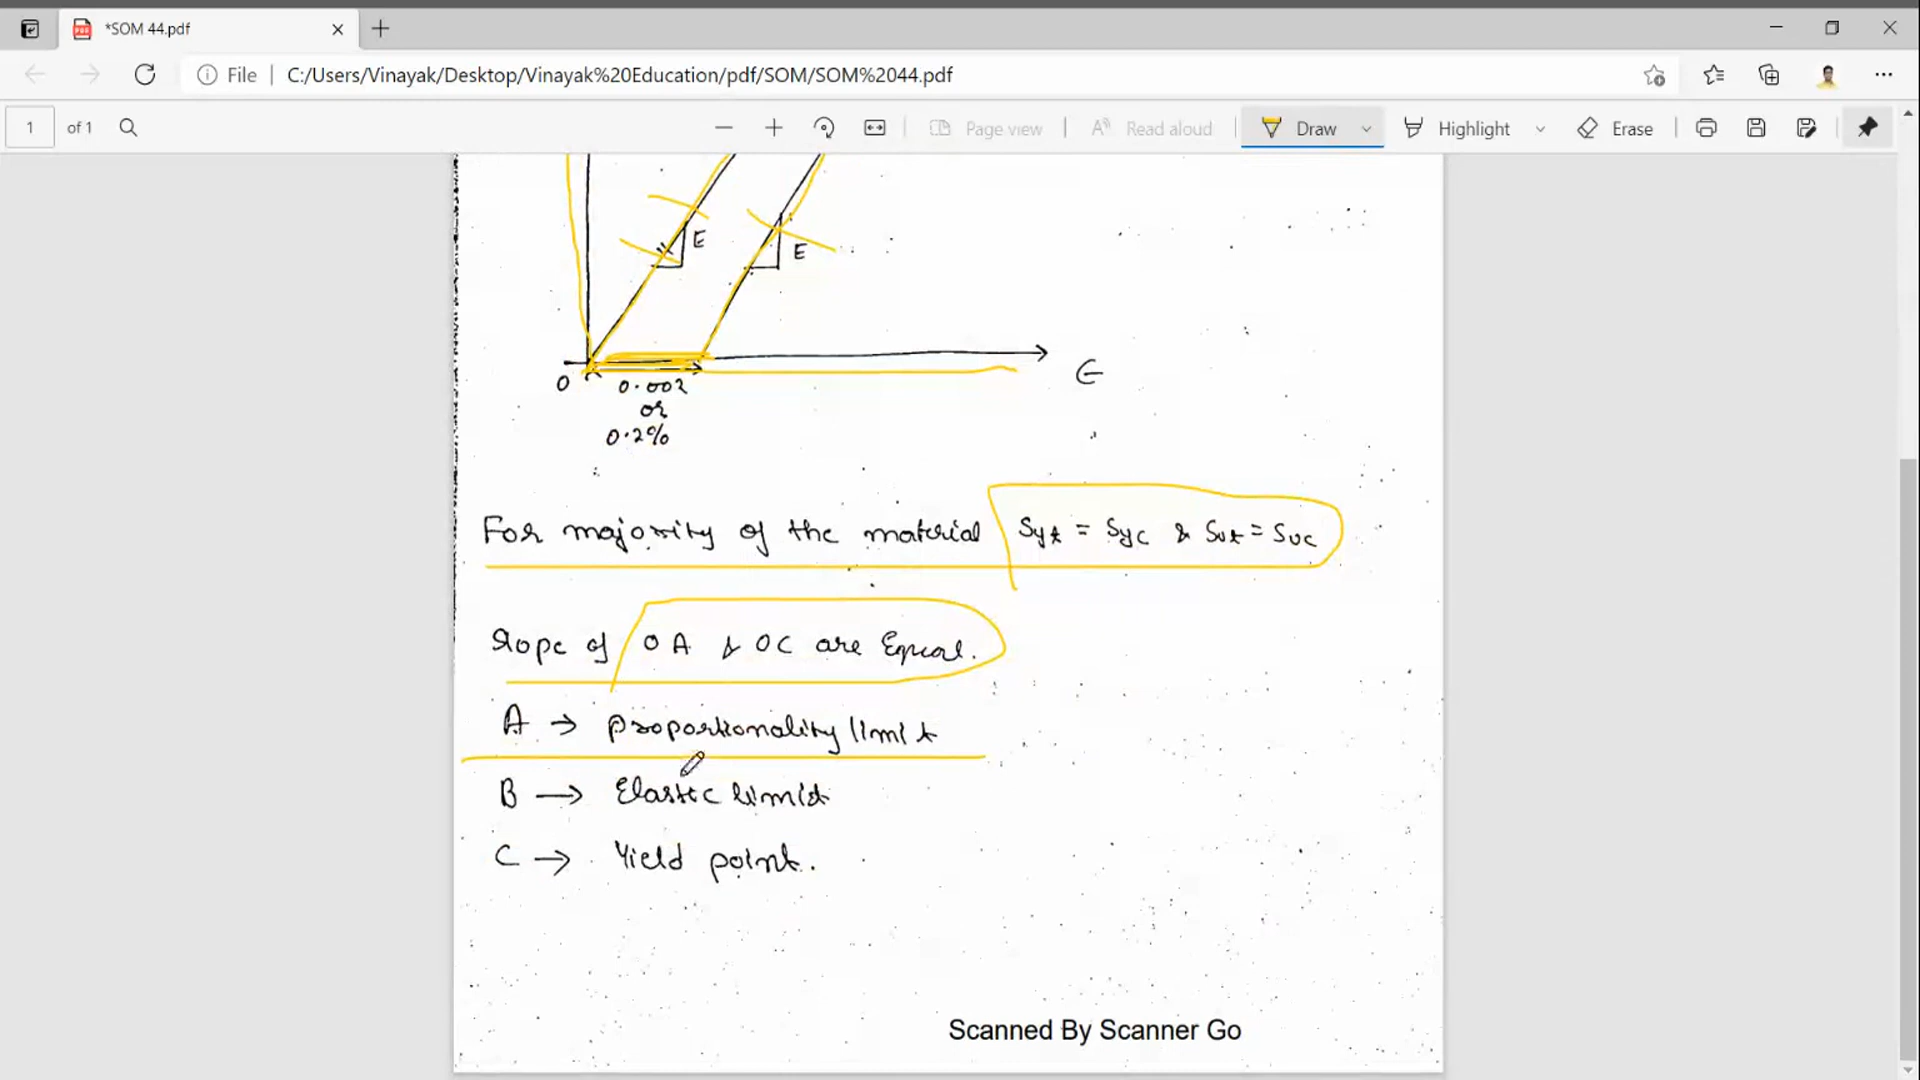 *SOM 44.pdf
File C:/Users/Vinayak/Desktop/Vinayak%20Education/pdf/SOM/SOM%2044.pdf
1 of 1 Page view Read aloud Draw Highlight Erase
E
E
0
∈
0.002
or
0.2%
For majority of the material Syt = Syc & Sut = Suc
Slope of OA & OC are Equal.
A → proportionality limit
B → Elastic limit
C → Yield point.
Scanned By Scanner Go